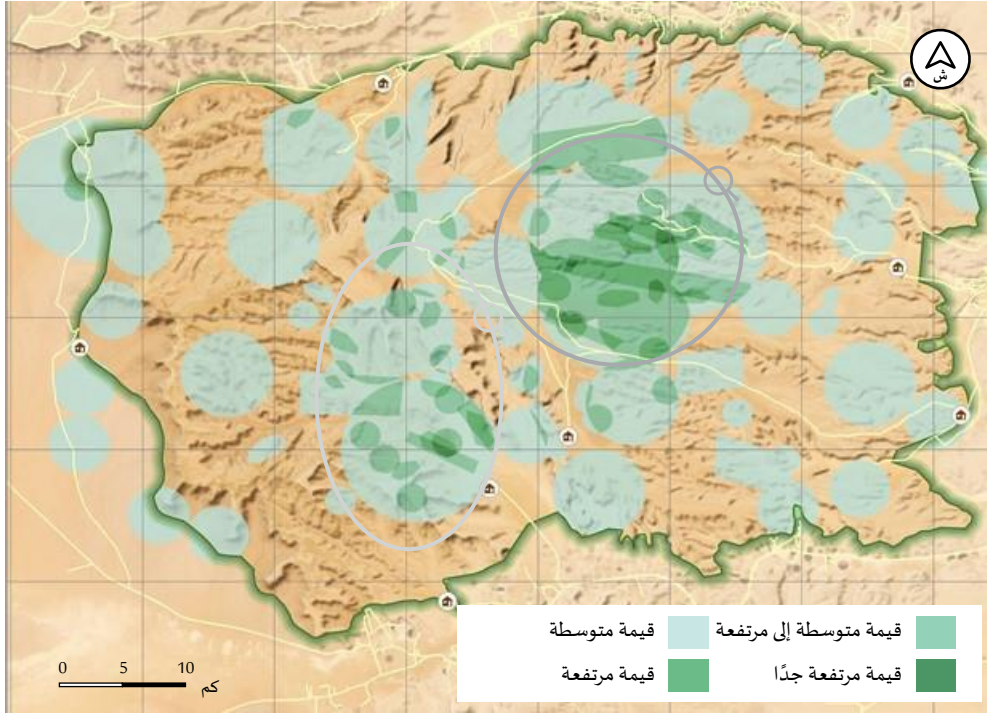 ش
قيمة متوسطة إلى مرتفعة
قيمة متوسطة
قيمة مرتفعة جدًا
قيمة مرتفعة
0 5 10
كم